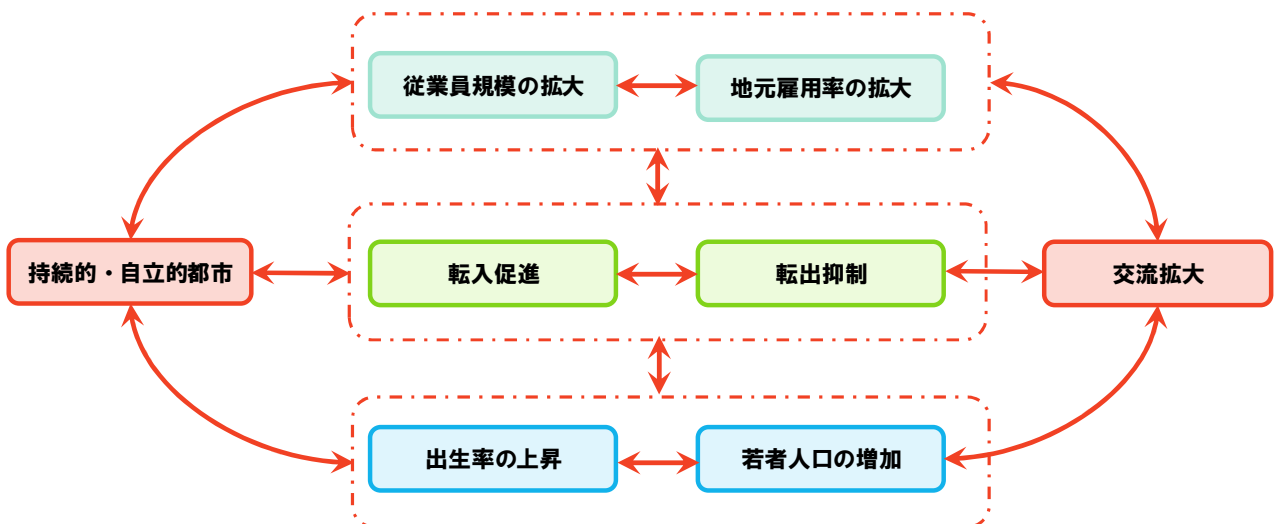 従業員規模の拡大
地元雇用率の拡大
持続的・自立的都市
転入促進
転出抑制
交流拡大
出生率の上昇
若者人口の増加